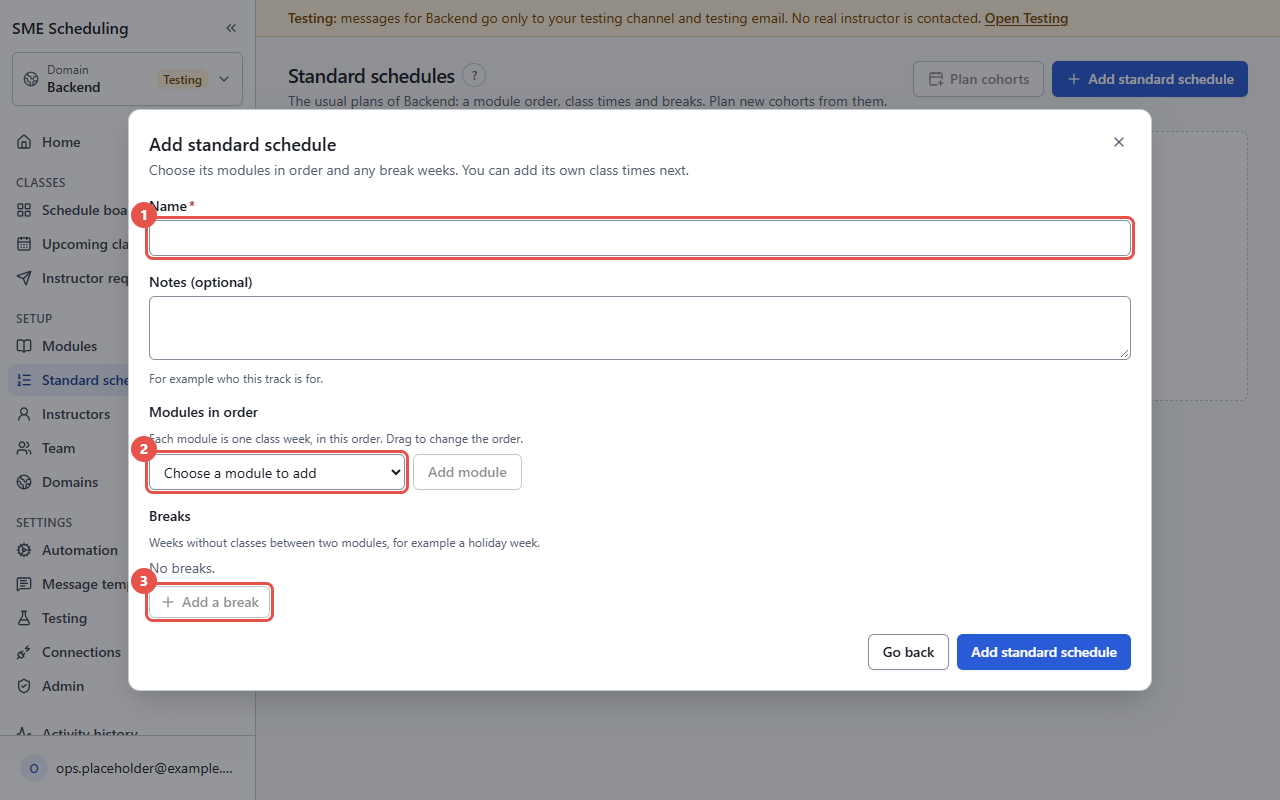 SME Scheduling
Testing: messages for Backend go only to your testing channel and testing email. No real instructor is contacted. Open Testing
Domain
Backend
Testing
Standard schedules ?
Plan cohorts
Add standard schedule
The usual plans of Backend: a module order, class times and breaks. Plan new cohorts from them.
Home
CLASSES
Schedule boa
Upcoming cla
Instructor req
SETUP
Modules
Standard sche
Instructors
Team
Domains
SETTINGS
Automation
Message temp
Testing
Connections
Admin
Activity history
O ops.placeholder@example....
Add standard schedule
Choose its modules in order and any break weeks. You can add its own class times next.
1 Name*
Notes (optional)
For example who this track is for.
Modules in order
Each module is one class week, in this order. Drag to change the order.
2
Choose a module to add
Add module
Breaks
Weeks without classes between two modules, for example a holiday week.
No breaks.
3
Add a break
Go back
Add standard schedule